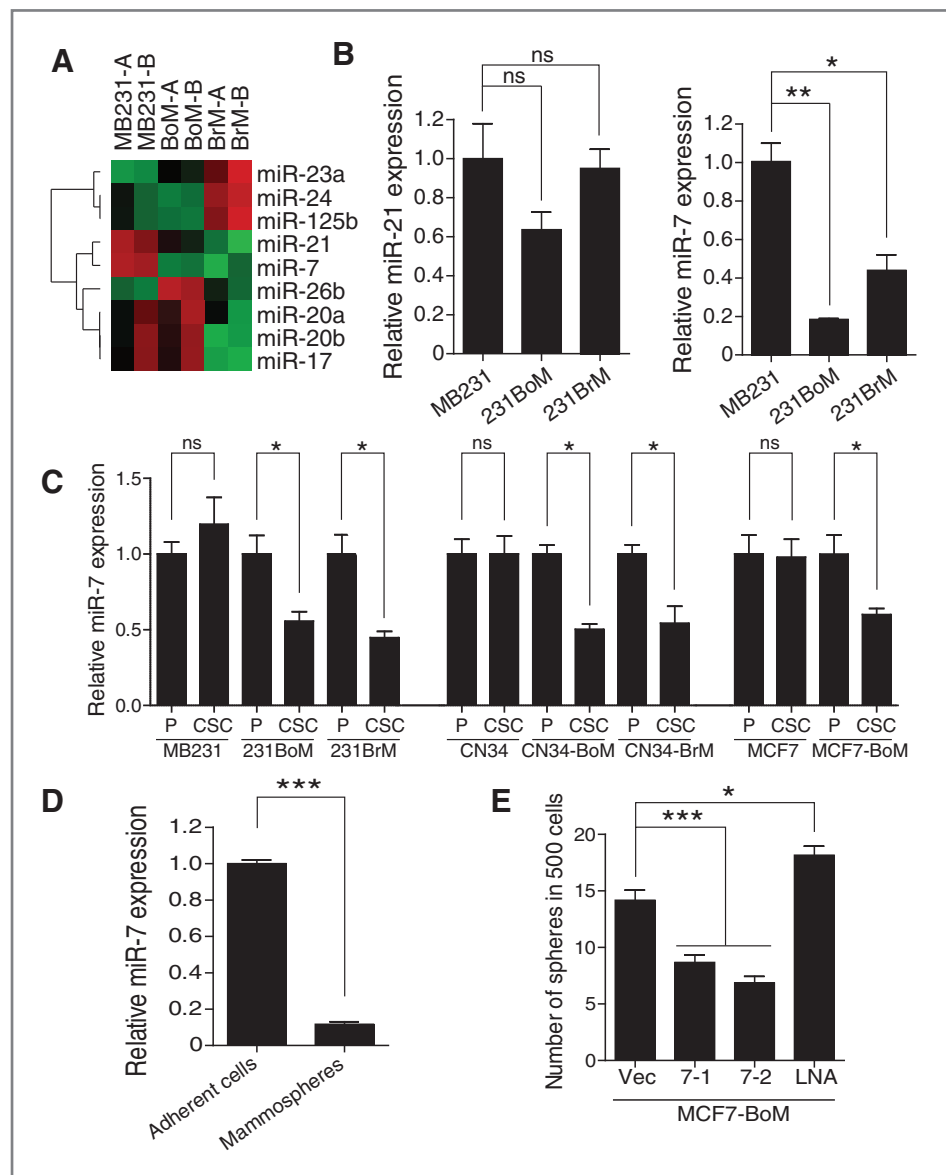 A
MB231-A
MB231-B
BoM-A
BoM-B
BrM-A
BrM-B
miR-23a
miR-24
miR-125b
miR-21
miR-7
miR-26b
miR-20a
miR-20b
miR-17
B
Relative miR-21 expression
1.2
1.0
0.8
0.6
0.4
0.2
0
ns
ns
MB231
231BoM
231BrM
Relative miR-7 expression
1.2
1.0
0.8
0.6
0.4
0.2
0
*
**
MB231
231BoM
231BrM
C
Relative miR-7 expression
1.5
1.0
0.5
0.0
ns * * ns * * ns *
P CSC P CSC P CSC P CSC P CSC P CSC P CSC P CSC
MB231 231BoM 231BrM CN34 CN34-BoM CN34-BrM MCF7 MCF7-BoM
D
Relative miR-7 expression
1.2
1.0
0.8
0.6
0.4
0.2
0
***
Adherent cells
Mammospheres
E
Number of spheres in 500 cells
20
15
10
5
0
*
***
Vec 7-1 7-2 LNA
MCF7-BoM